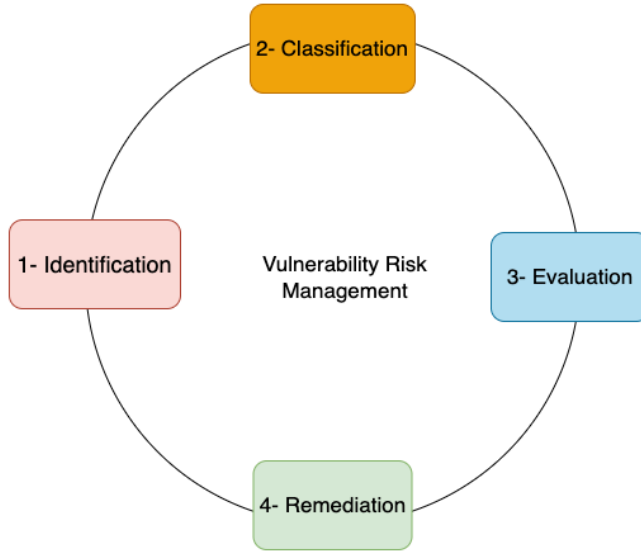 2- Classification
1- Identification
Vulnerability Risk
Management
3- Evaluation
4- Remediation